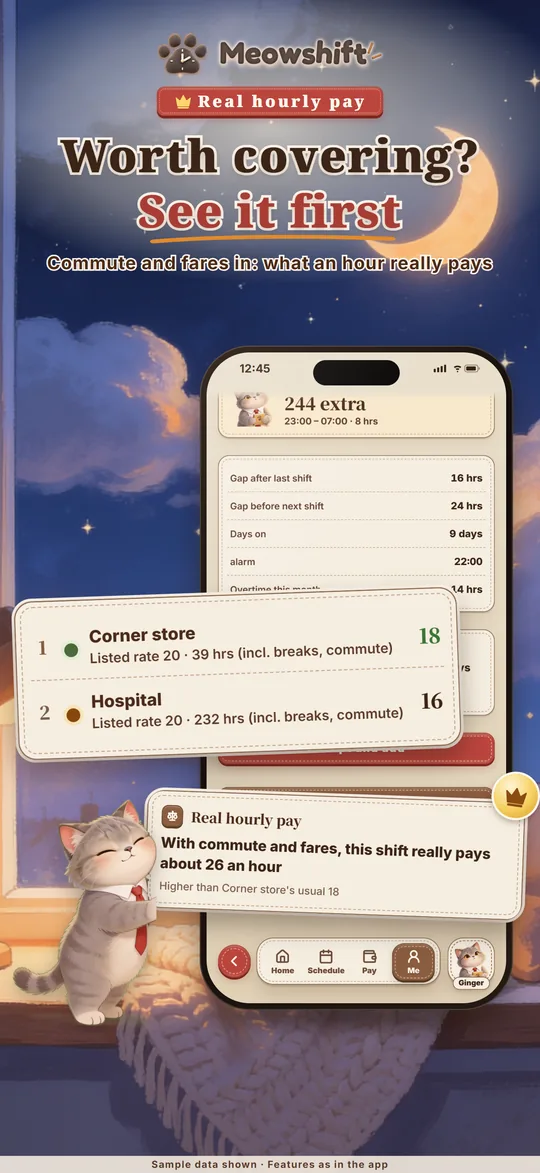 Meowshift
Real hourly pay
Worth covering?
See it first
Commute and fares in: what an hour really pays
12:45
244 extra
23:00 – 07:00 · 8 hrs
Gap after last shift 16 hrs
Gap before next shift 24 hrs
Days on 9 days
alarm 22:00
Overtime this month 14 hrs
1 Corner store 18
Listed rate 20 · 39 hrs (incl. breaks, commute)
2 Hospital 16
Listed rate 20 · 232 hrs (incl. breaks, commute)
Real hourly pay
With commute and fares, this shift really pays
about 26 an hour
Higher than Corner store's usual 18
Home Schedule Pay Me
Ginger
Sample data shown · Features as in the app